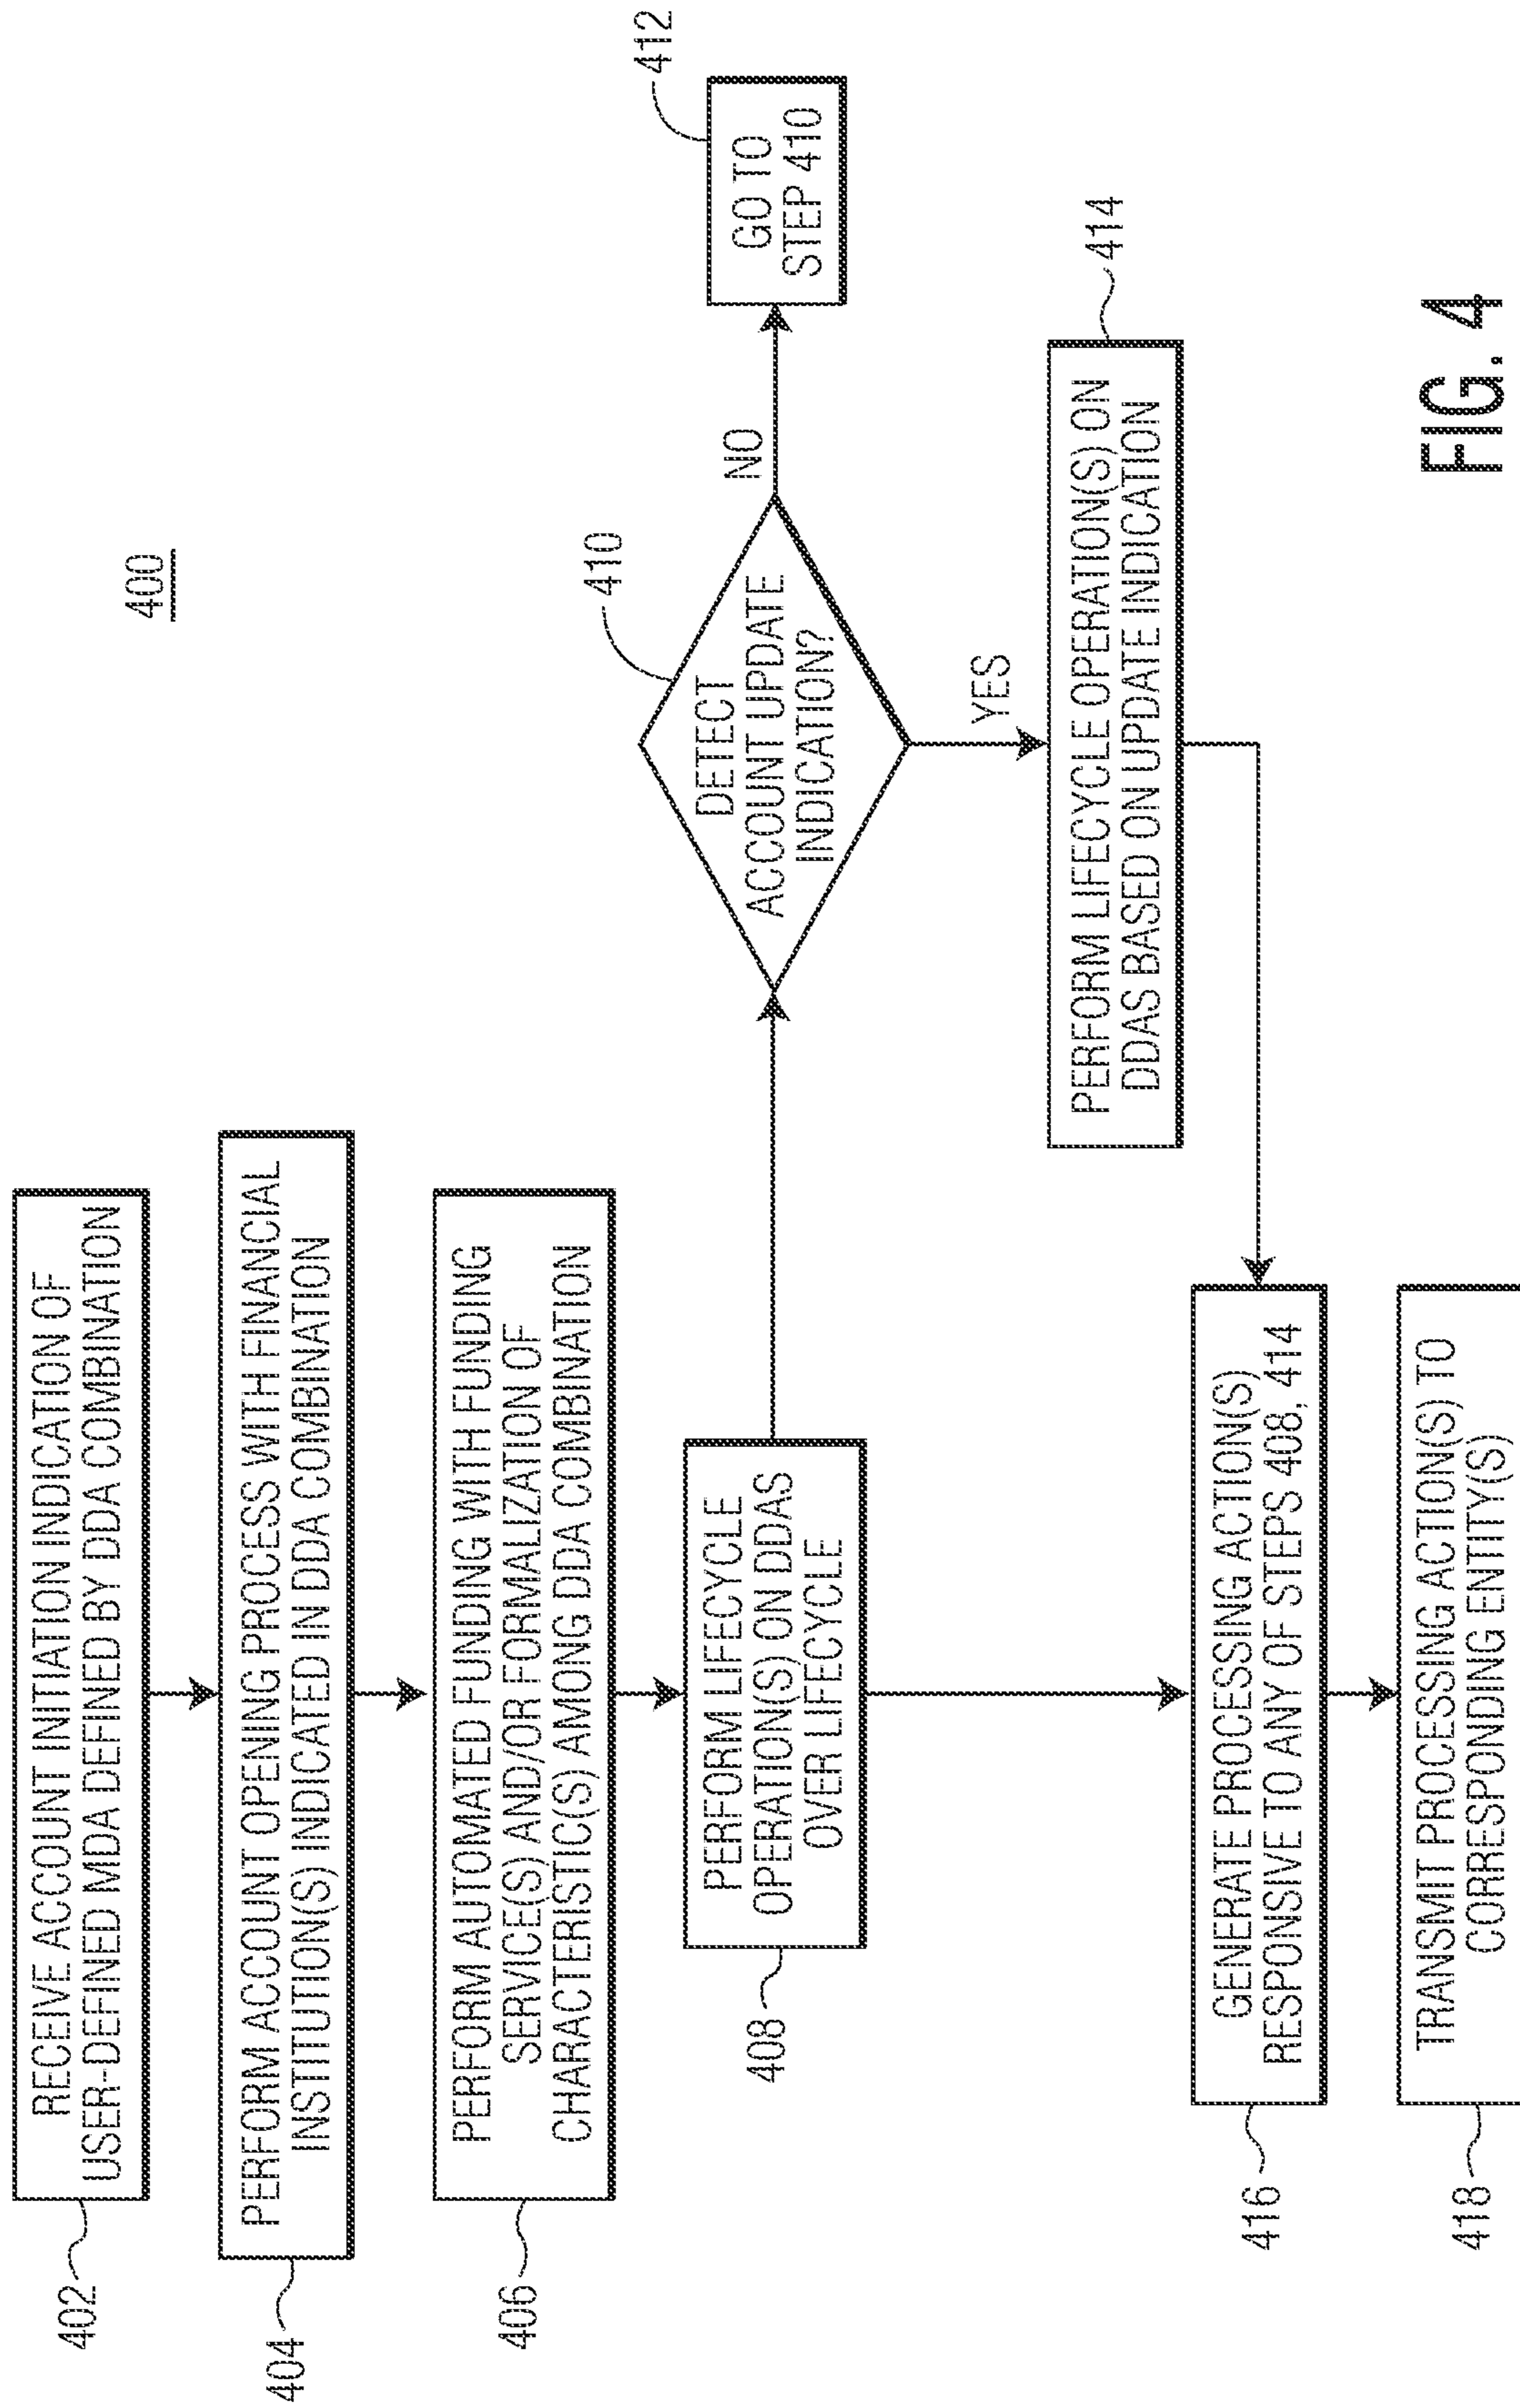 400
402
RECEIVE ACCOUNT INITIATION INDICATION OF
USER-DEFINED MDA DEFINED BY DDA COMBINATION
404
PERFORM ACCOUNT OPENING PROCESS WITH FINANCIAL
INSTITUTION(S) INDICATED IN DDA COMBINATION
406
PERFORM AUTOMATED FUNDING WITH FUNDING
SERVICE(S) AND/OR FORMALIZATION OF
CHARACTERISTIC(S) AMONG DDA COMBINATION
408
PERFORM LIFECYCLE
OPERATION(S) ON DDAS
OVER LIFECYCLE
410
DETECT
ACCOUNT UPDATE
INDICATION?
NO
412
GO TO
STEP 410
YES
414
PERFORM LIFECYCLE OPERATION(S) ON
DDAS BASED ON UPDATE INDICATION
416
GENERATE PROCESSING ACTION(S)
RESPONSIVE TO ANY OF STEPS 408, 414
418
TRANSMIT PROCESSING ACTION(S) TO
CORRESPONDING ENTITY(S)
FIG. 4